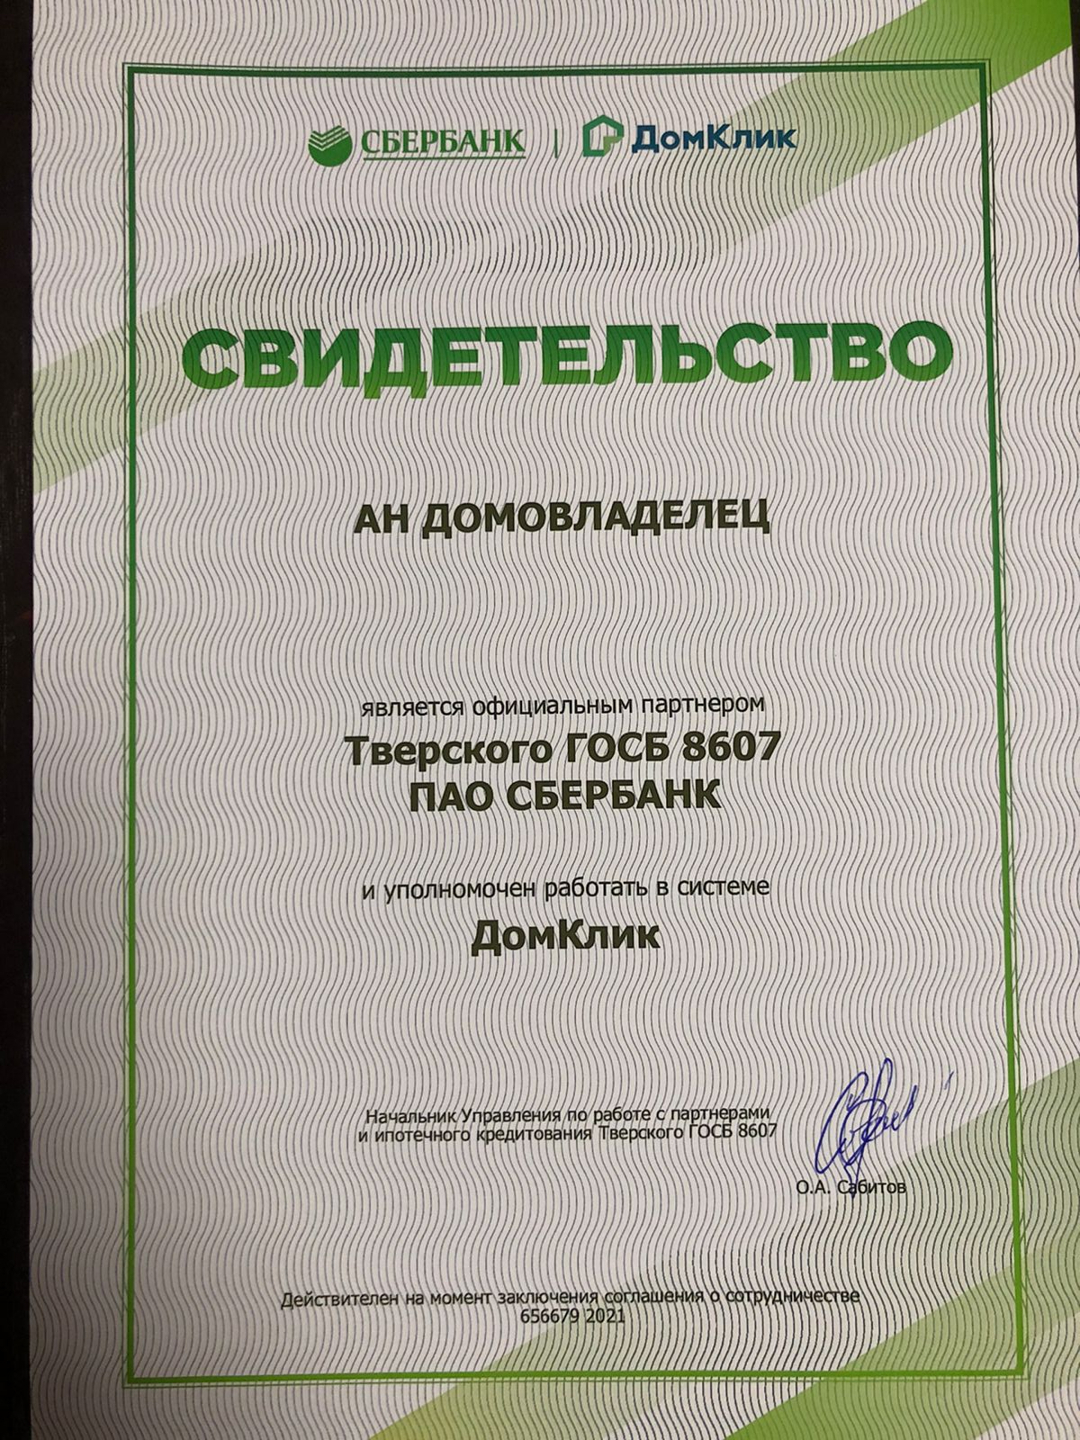 СБЕРБАНК | ДомКлик
СВИДЕТЕЛЬСТВО
АН ДОМОВЛАДЕЛЕЦ
является официальным партнером
Тверского ГОСБ 8607
ПАО СБЕРБАНК
и уполномочен работать в системе
ДомКлик
Начальник Управления по работе с партнерами
и ипотечного кредитования Тверского ГОСБ 8607
О.А. Сабитов
Действителен на момент заключения соглашения о сотрудничестве
656679 2021